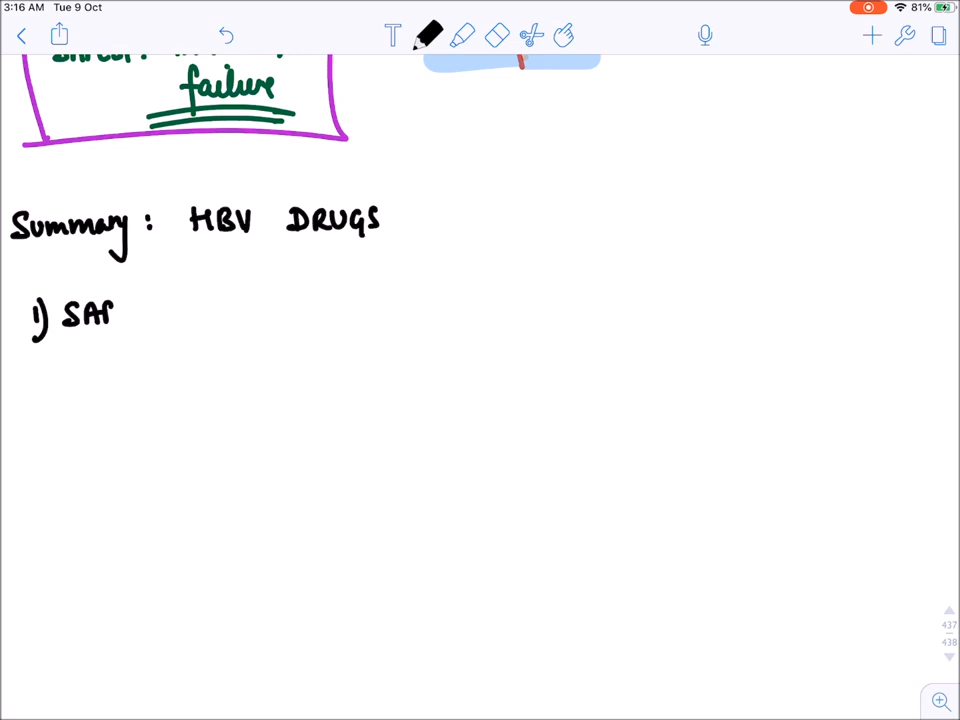 3:16 AM Tue 9 Oct
81%
failure
Summary: HBV DRUGS
1) SAF
437
438